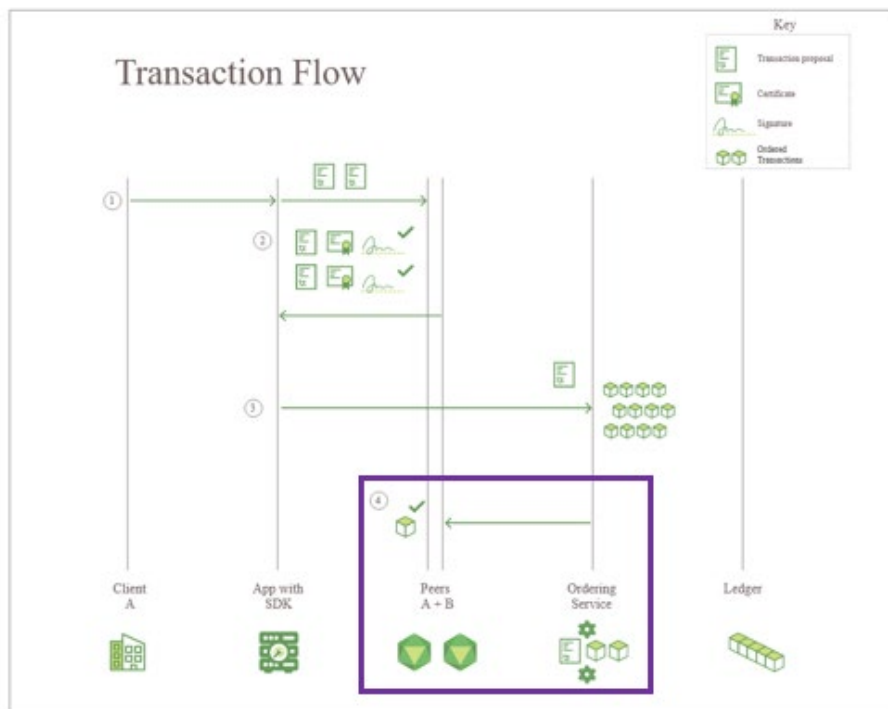 Transaction Flow
Key
Transaction proposal
Certificate
Signature
Ordered
Transactions
1
2
3
4
Client
A
App with
SDK
Peers
A + B
Ordering
Service
Ledger